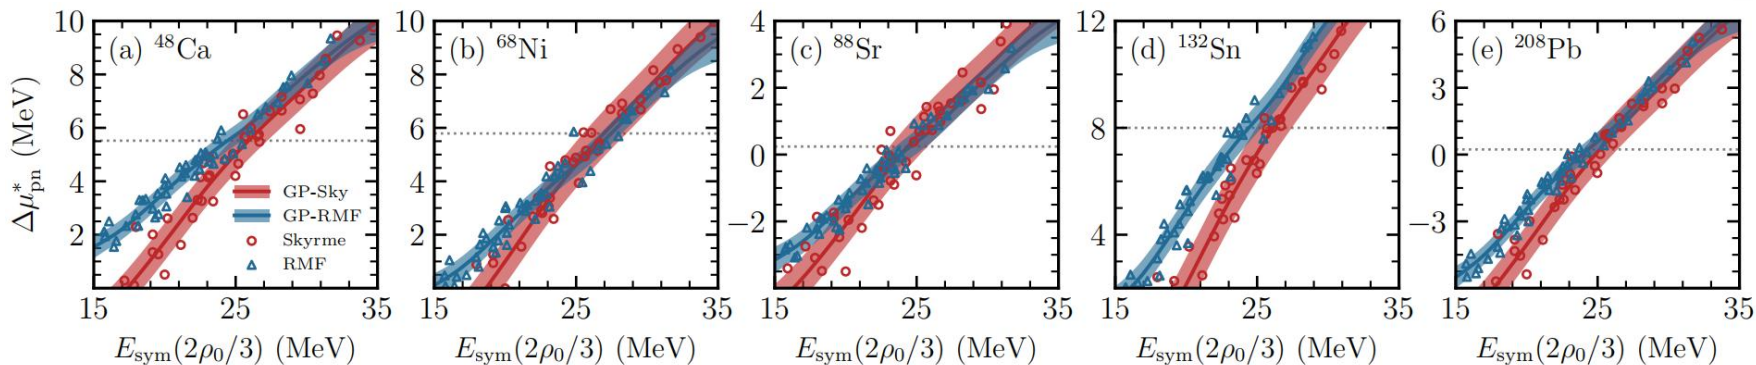 Δμ*pn (MeV)
(a) ⁴⁸Ca
10
8
6
4
2
GP-Sky
GP-RMF
Skyrme
RMF
15 25 35
Esym(2ρ0/3) (MeV)
(b) ⁶⁸Ni
10
8
6
4
2
15 25 35
Esym(2ρ0/3) (MeV)
(c) ⁸⁸Sr
4
2
0
−2
15 25 35
Esym(2ρ0/3) (MeV)
(d) ¹³²Sn
12
8
4
15 25 35
Esym(2ρ0/3) (MeV)
(e) ²⁰⁸Pb
6
3
0
−3
15 25 35
Esym(2ρ0/3) (MeV)